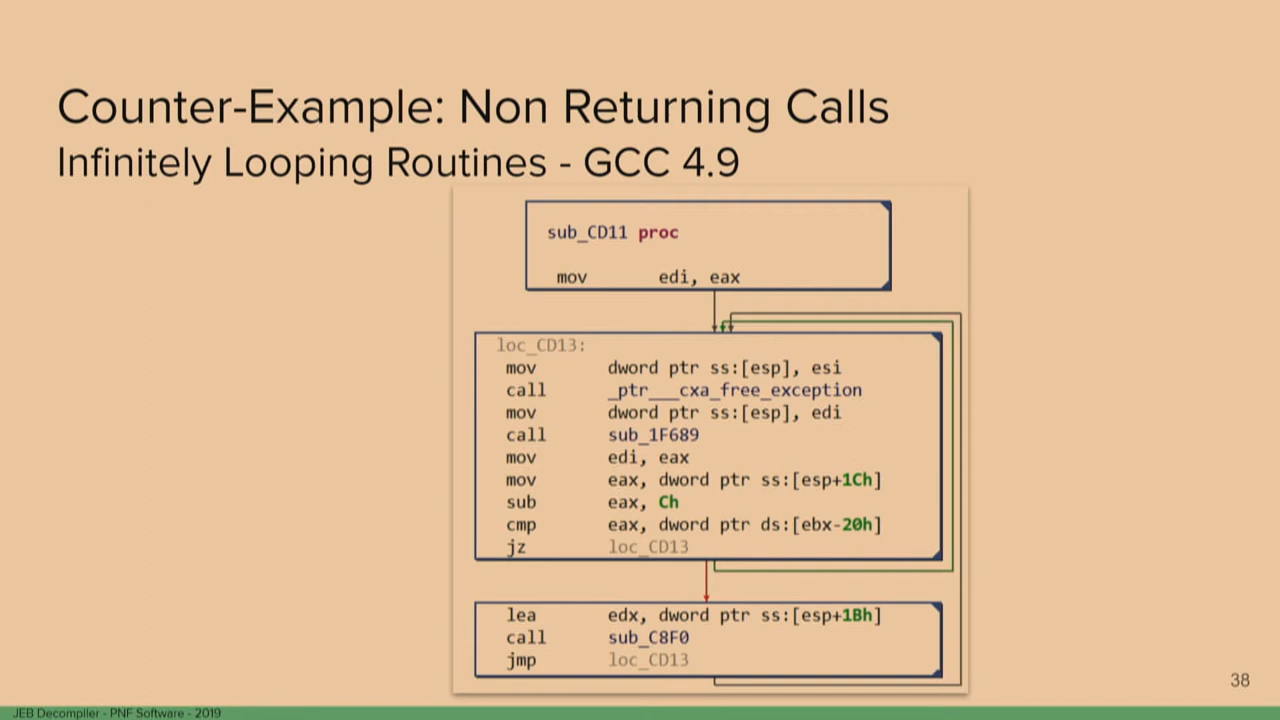 Counter-Example: Non Returning Calls
Infinitely Looping Routines - GCC 4.9
sub_CD11 proc
mov edi, eax
loc_CD13:
mov dword ptr ss:[esp], esi
call _ptr___cxa_free_exception
mov dword ptr ss:[esp], edi
call sub_1F689
mov edi, eax
mov eax, dword ptr ss:[esp+1Ch]
sub eax, Ch
cmp eax, dword ptr ds:[ebx-20h]
jz loc_CD13
lea edx, dword ptr ss:[esp+1Bh]
call sub_C8F0
jmp loc_CD13
38
JEB Decompiler - PNF Software - 2019